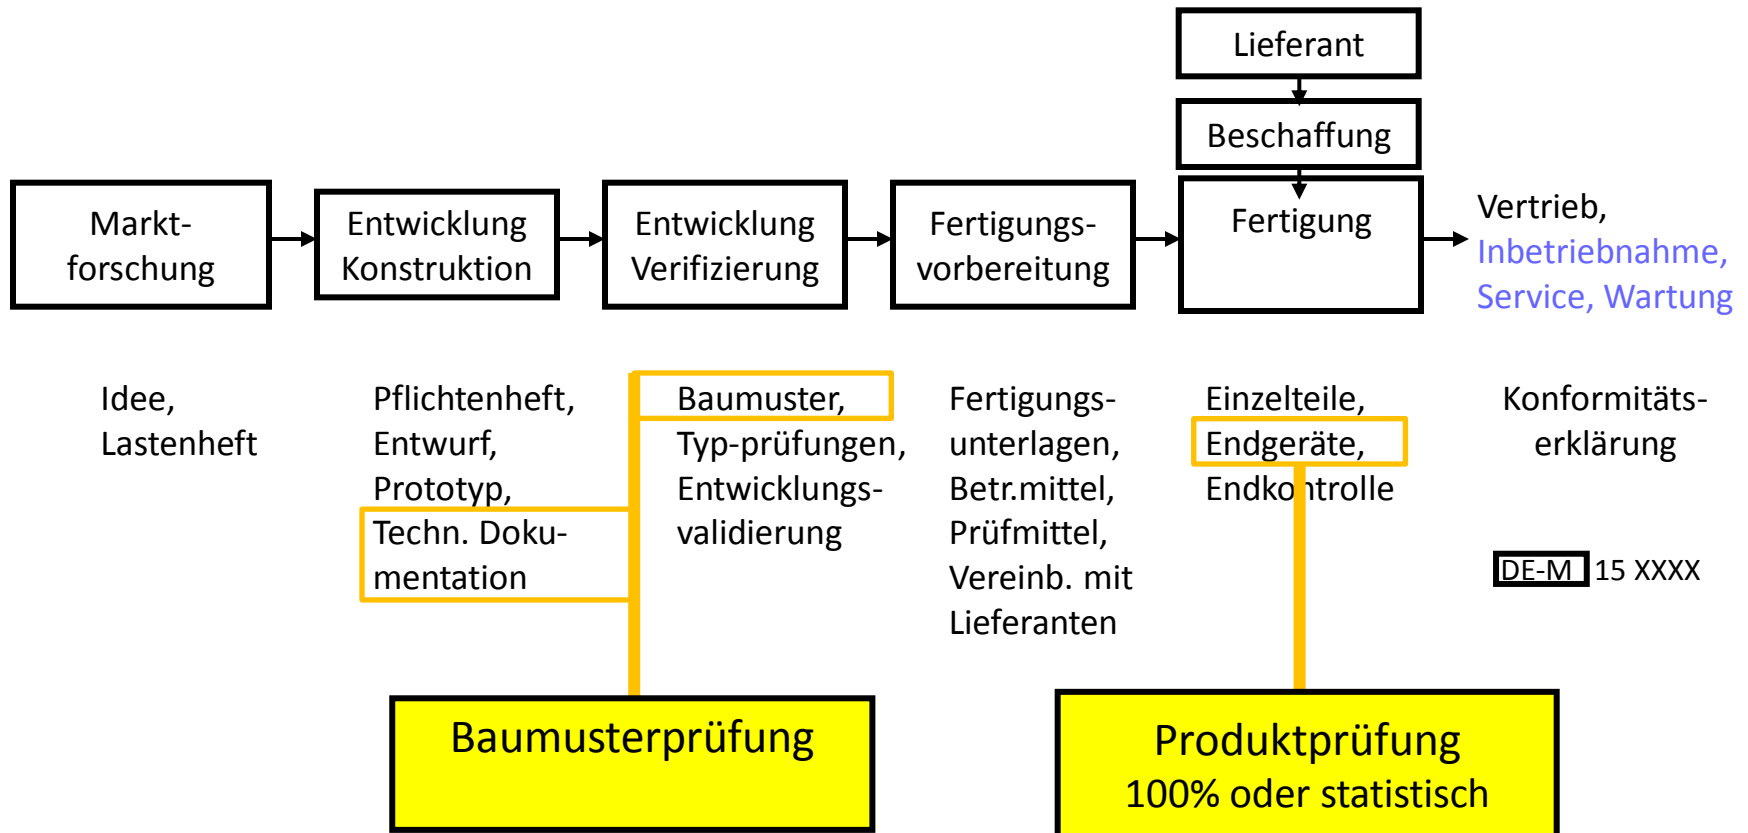 Lieferant
Beschaffung
Markt-
forschung
Entwicklung
Konstruktion
Entwicklung
Verifizierung
Fertigungs-
vorbereitung
Fertigung
Vertrieb,
Inbetriebnahme,
Service, Wartung
Idee,
Lastenheft
Pflichtenheft,
Entwurf,
Prototyp,
Techn. Doku-
mentation
Baumuster,
Typ-prüfungen,
Entwicklungs-
validierung
Fertigungs-
unterlagen,
Betr.mittel,
Prüfmittel,
Vereinb. mit
Lieferanten
Einzelteile,
Endgeräte,
Endkontrolle
Konformitäts-
erklärung
DE-M 15 XXXX
Baumusterprüfung
Produktprüfung
100% oder statistisch